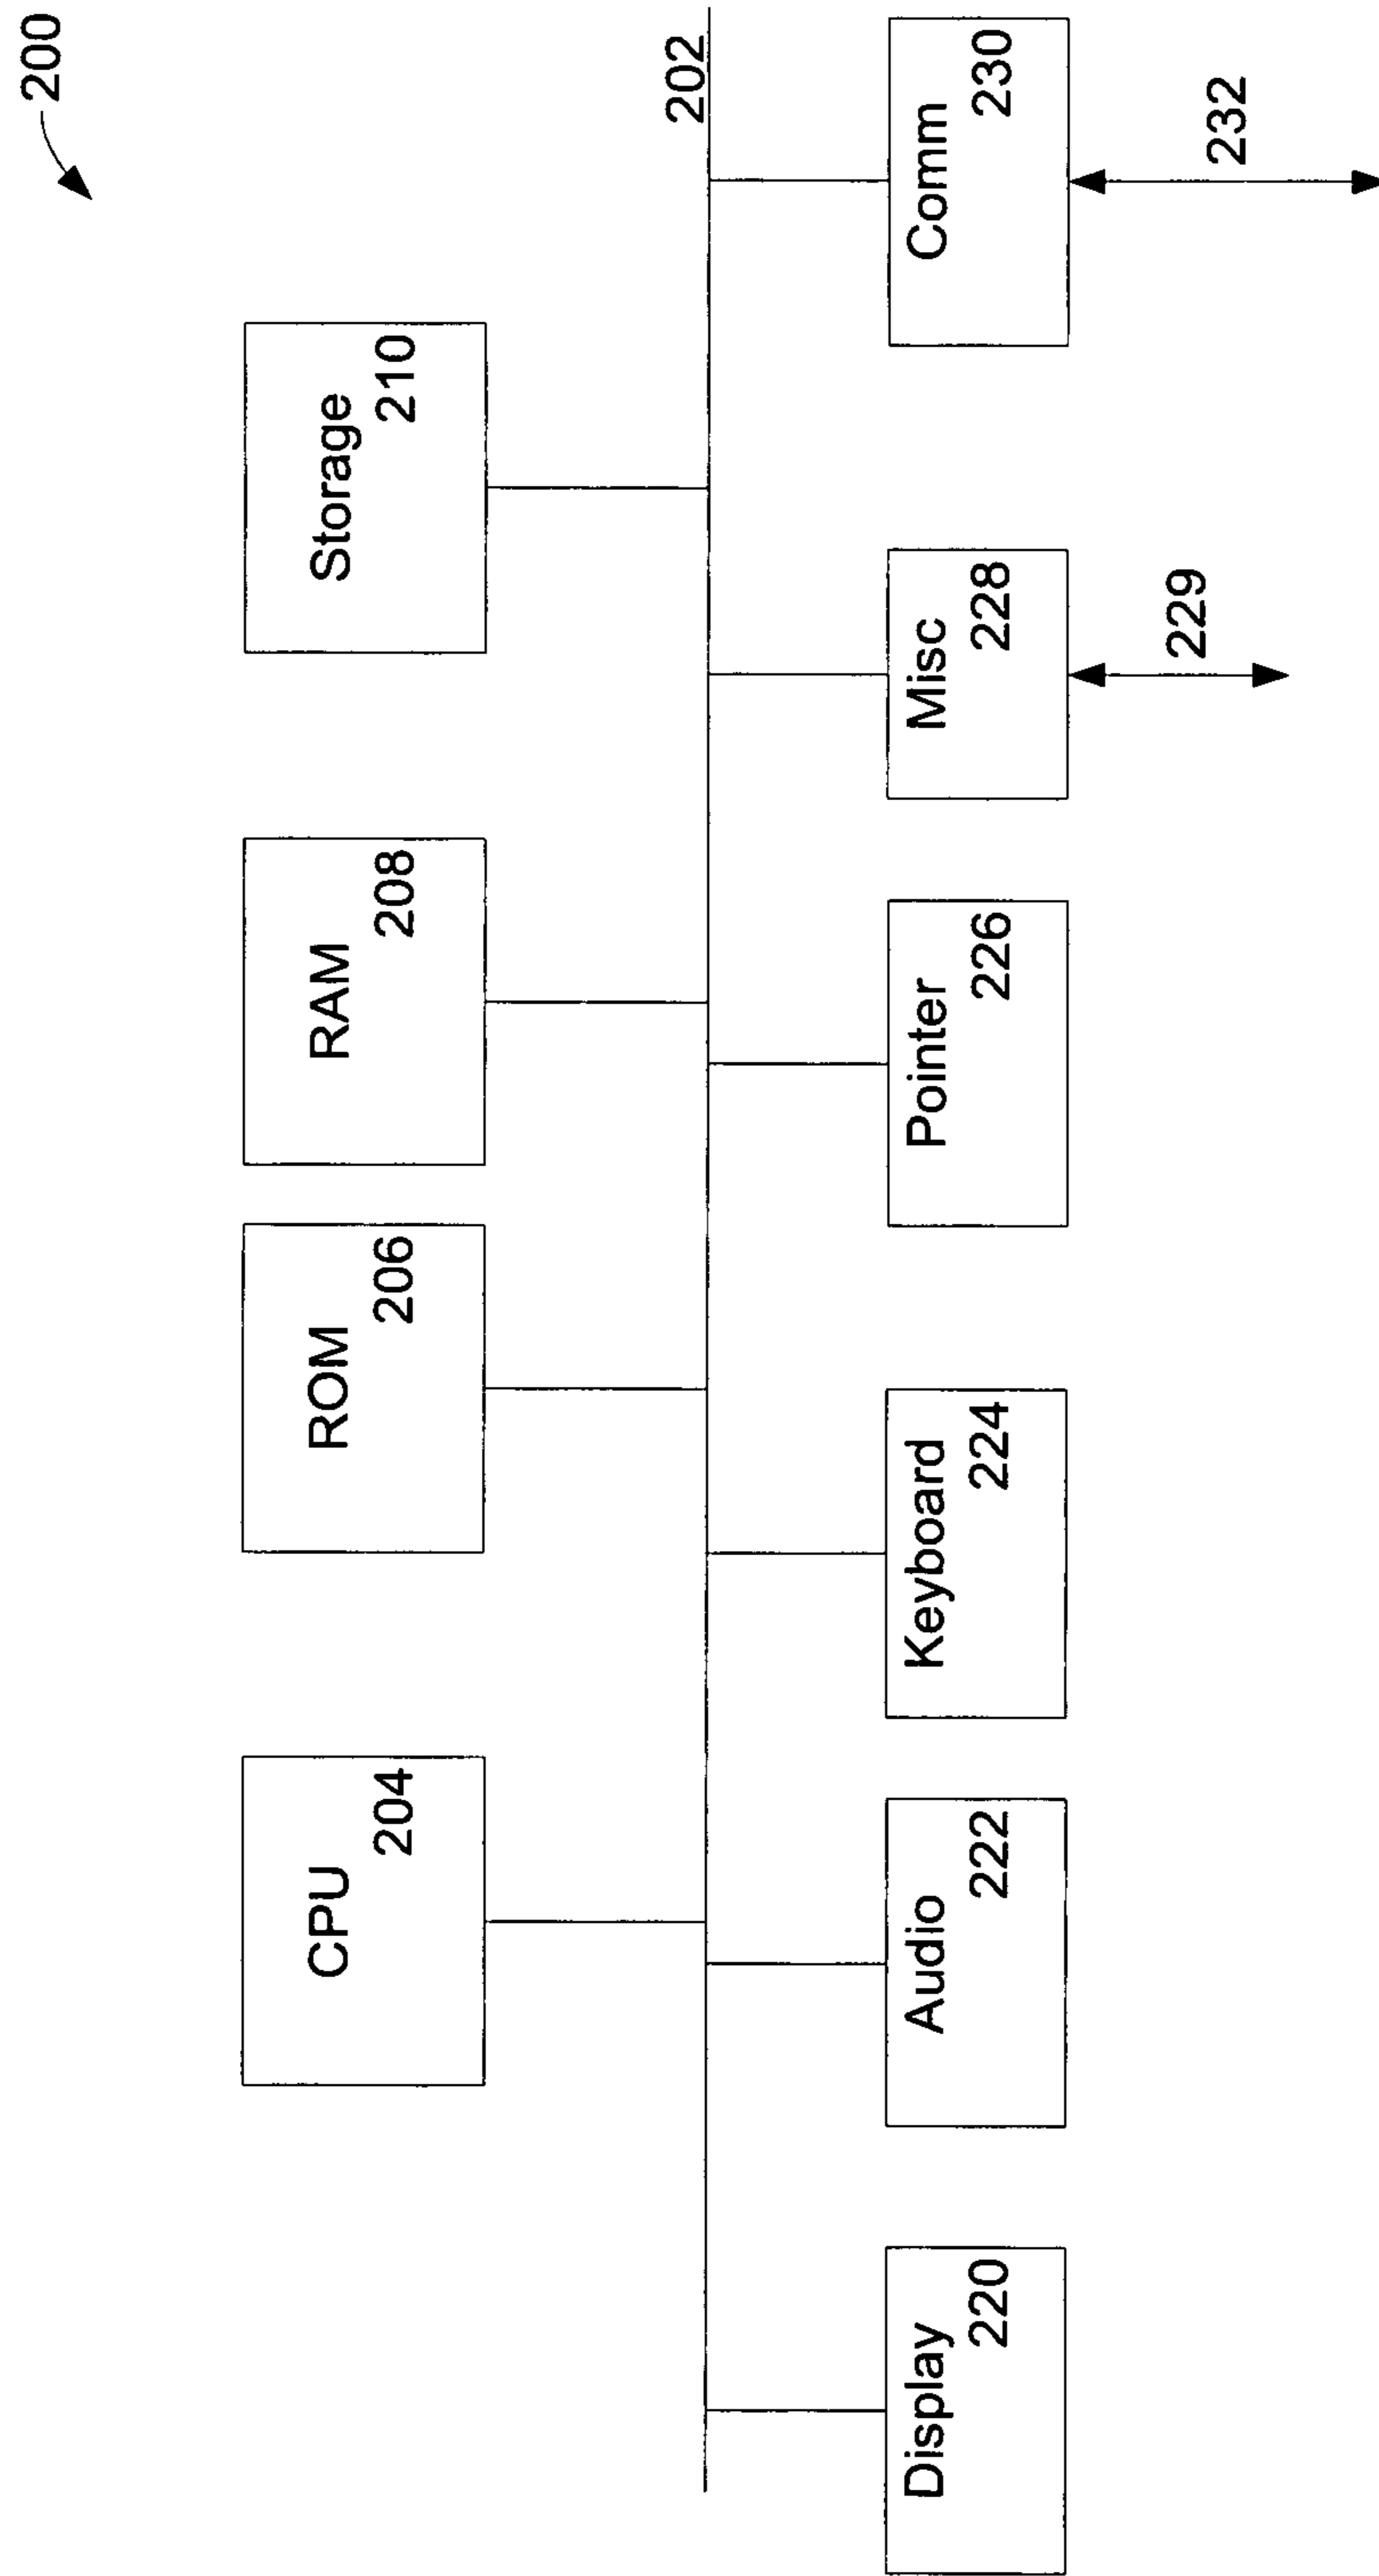 200
CPU
204
ROM
206
RAM
208
Storage
210
202
Display
220
Audio
222
Keyboard
224
Pointer
226
Misc
228
Comm
230
229
232